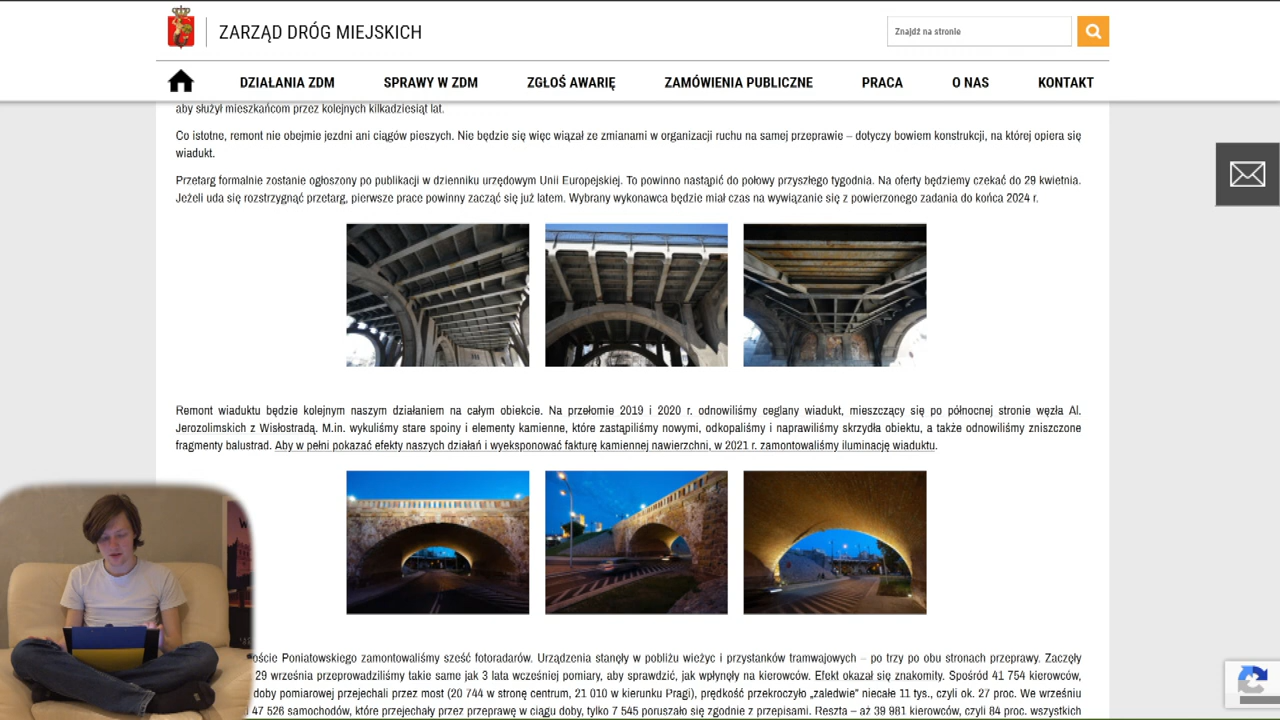 ZARZĄD DRÓG MIEJSKICH
Znajdź na stronie
DZIAŁANIA ZDM
SPRAWY W ZDM
ZGŁOŚ AWARIĘ
ZAMÓWIENIA PUBLICZNE
PRACA
O NAS
KONTAKT
aby służył mieszkańcom przez kolejnych kilkadziesiąt lat.
Co istotne, remont nie obejmie jezdni ani ciągów pieszych. Nie będzie się więc wiązał ze zmianami w organizacji ruchu na samej przeprawie – dotyczy bowiem konstrukcji, na której opiera się
wiadukt.
Przetarg formalnie zostanie ogłoszony po publikacji w dzienniku urzędowym Unii Europejskiej. To powinno nastąpić do połowy przyszłego tygodnia. Na oferty będziemy czekać do 29 kwietnia.
Jeżeli uda się rozstrzygnąć przetarg, pierwsze prace powinny zacząć się już latem. Wybrany wykonawca będzie miał czas na wywiązanie się z powierzonego zadania do końca 2024 r.
Remont wiaduktu będzie kolejnym naszym działaniem na całym obiekcie. Na przełomie 2019 i 2020 r. odnowiliśmy ceglany wiadukt, mieszczący się po północnej stronie węzła Al.
Jerozolimskich z Wisłostradą. M.in. wykuliśmy stare spoiny i elementy kamienne, które zastąpiliśmy nowymi, odkopaliśmy i naprawiliśmy skrzydła obiektu, a także odnowiliśmy zniszczone
fragmenty balustrad. Aby w pełni pokazać efekty naszych działań i wyeksponować fakturę kamiennej nawierzchni, w 2021 r. zamontowaliśmy iluminację wiaduktu.
oście Poniatowskiego zamontowaliśmy sześć fotoradarów. Urządzenia stanęły w pobliżu wieżyc i przystanków tramwajowych – po trzy po obu stronach przeprawy. Zaczęły
29 września przeprowadziliśmy takie same jak 3 lata wcześniej pomiary, aby sprawdzić, jak wpłynęły na kierowców. Efekt okazał się znakomity. Spośród 41 754 kierowców,
doby pomiarowej przejechali przez most (20 744 w stronę centrum, 21 010 w kierunku Pragi), prędkość przekroczyło „zaledwie” niecałe 11 tys., czyli ok. 27 proc. We wrześniu
47 526 samochodów, które przejechały przez przeprawę w ciągu doby, tylko 7 545 poruszało się zgodnie z przepisami. Reszta – aż 39 981 kierowców, czyli 84 proc. wszystkich